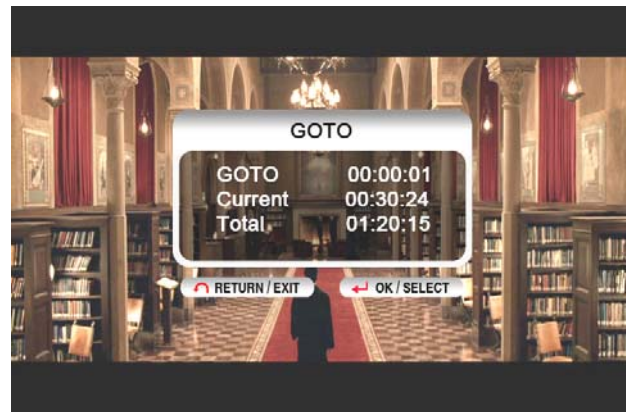 GOTO
GOTO 00:00:01
Current 00:30:24
Total 01:20:15
RETURN / EXIT OK / SELECT